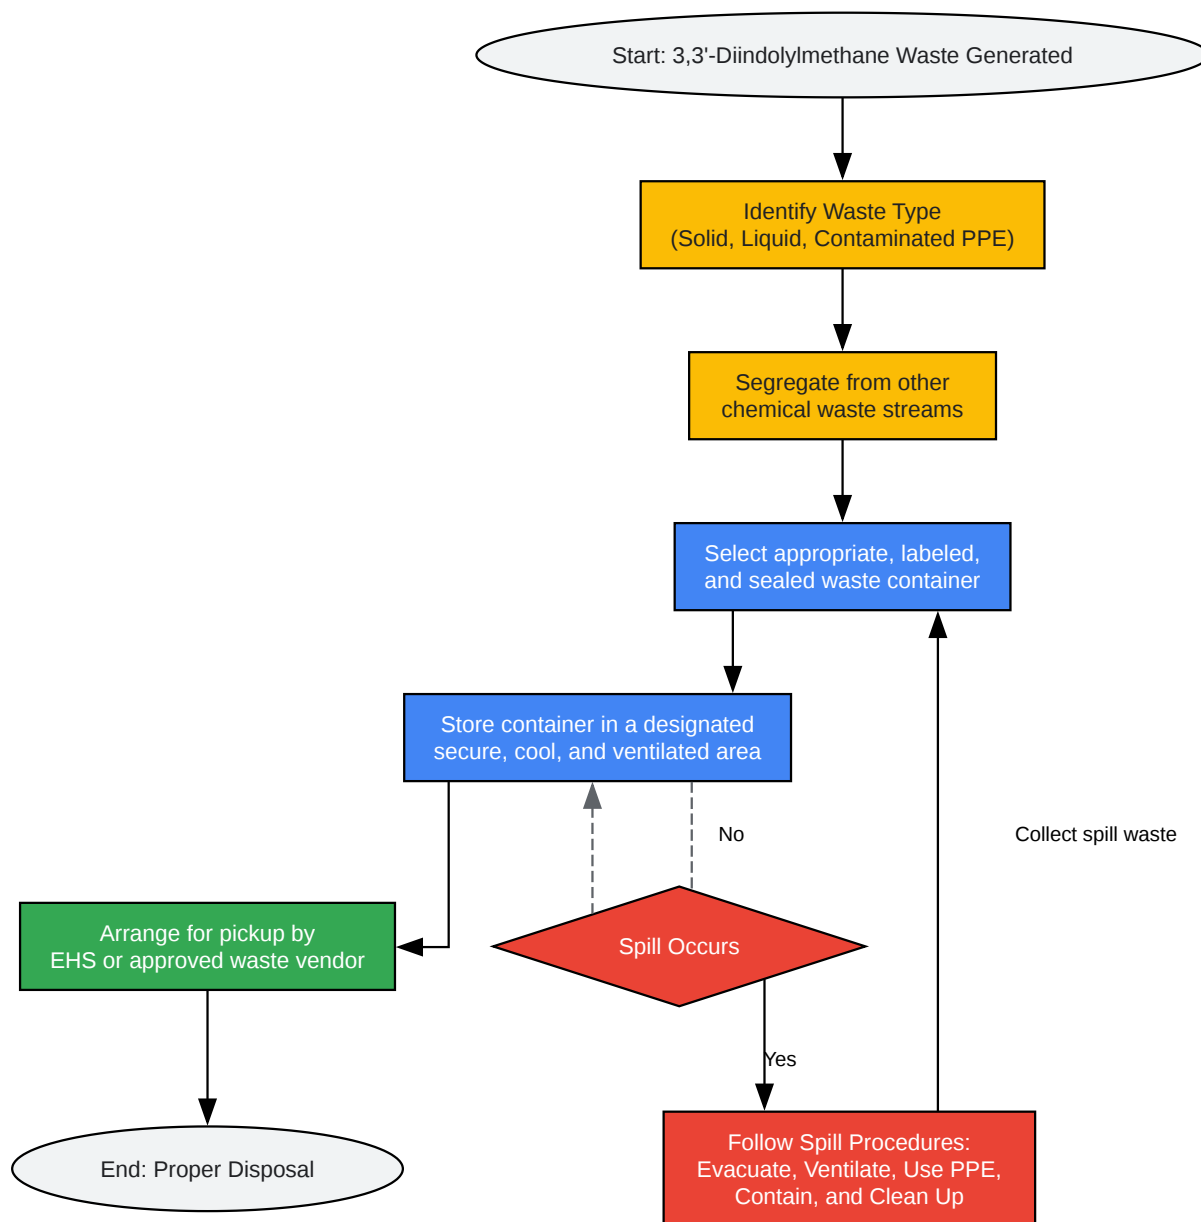 Start: 3,3'-Diindolylmethane Waste Generated
Identify Waste Type
(Solid, Liquid, Contaminated PPE)
Segregate from other
chemical waste streams
Select appropriate, labeled,
and sealed waste container
Store container in a designated
secure, cool, and ventilated area
No
Collect spill waste
Arrange for pickup by
EHS or approved waste vendor
Spill Occurs
Yes
End: Proper Disposal
Follow Spill Procedures:
Evacuate, Ventilate, Use PPE,
Contain, and Clean Up